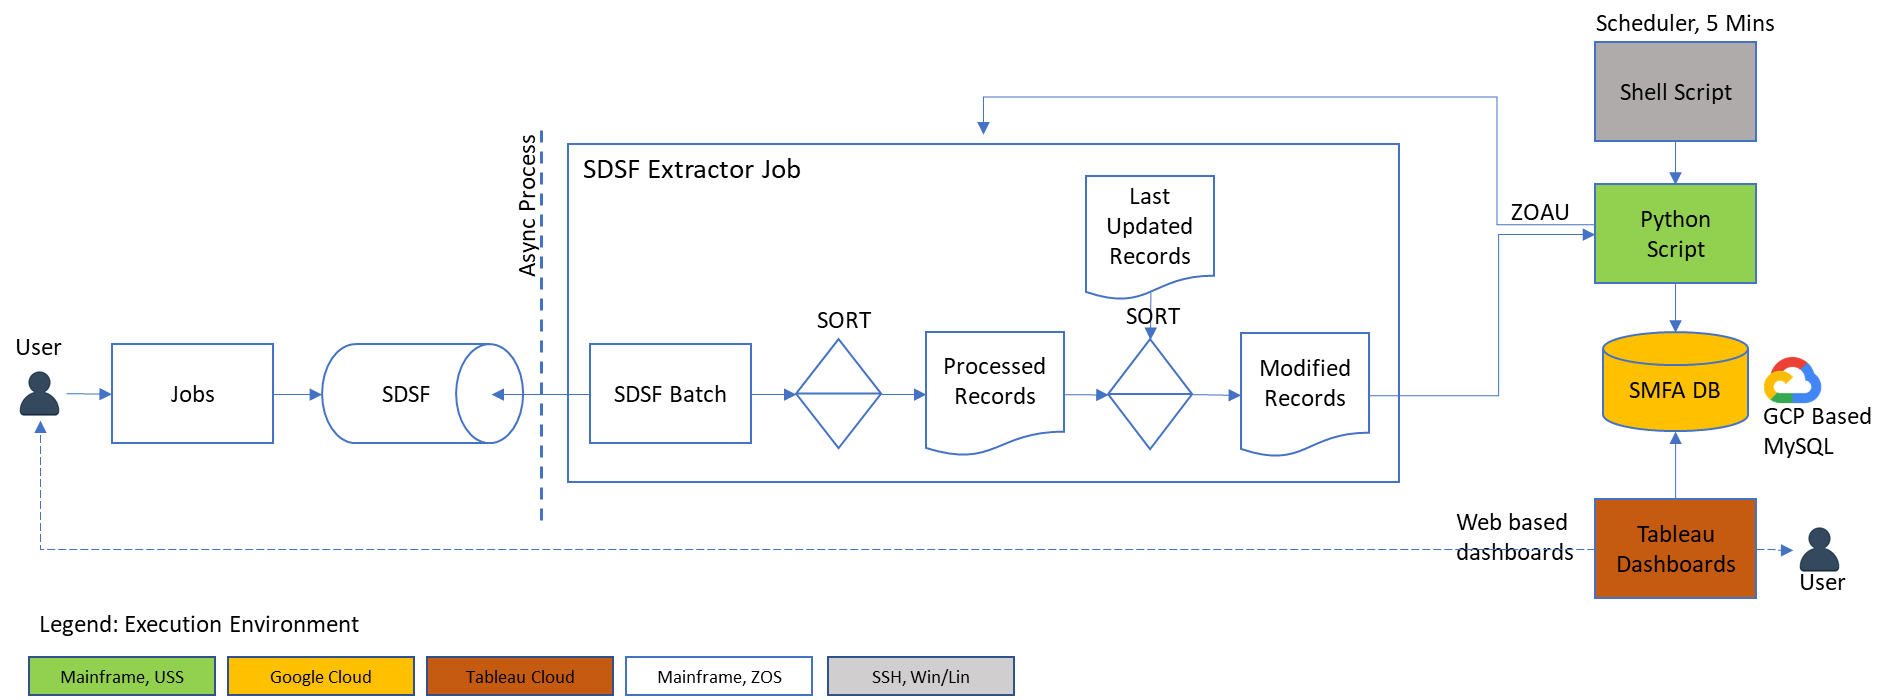 Scheduler, 5 Mins
Shell Script
Async Process
SDSF Extractor Job
Last
Updated
Records
ZOAU
Python
Script
User
Jobs
SDSF
SDSF Batch
SORT
Processed
Records
SORT
Modified
Records
SMFA DB
GCP Based
MySQL
Web based
dashboards
Tableau
Dashboards
User
Legend: Execution Environment
Mainframe, USS
Google Cloud
Tableau Cloud
Mainframe, ZOS
SSH, Win/Lin